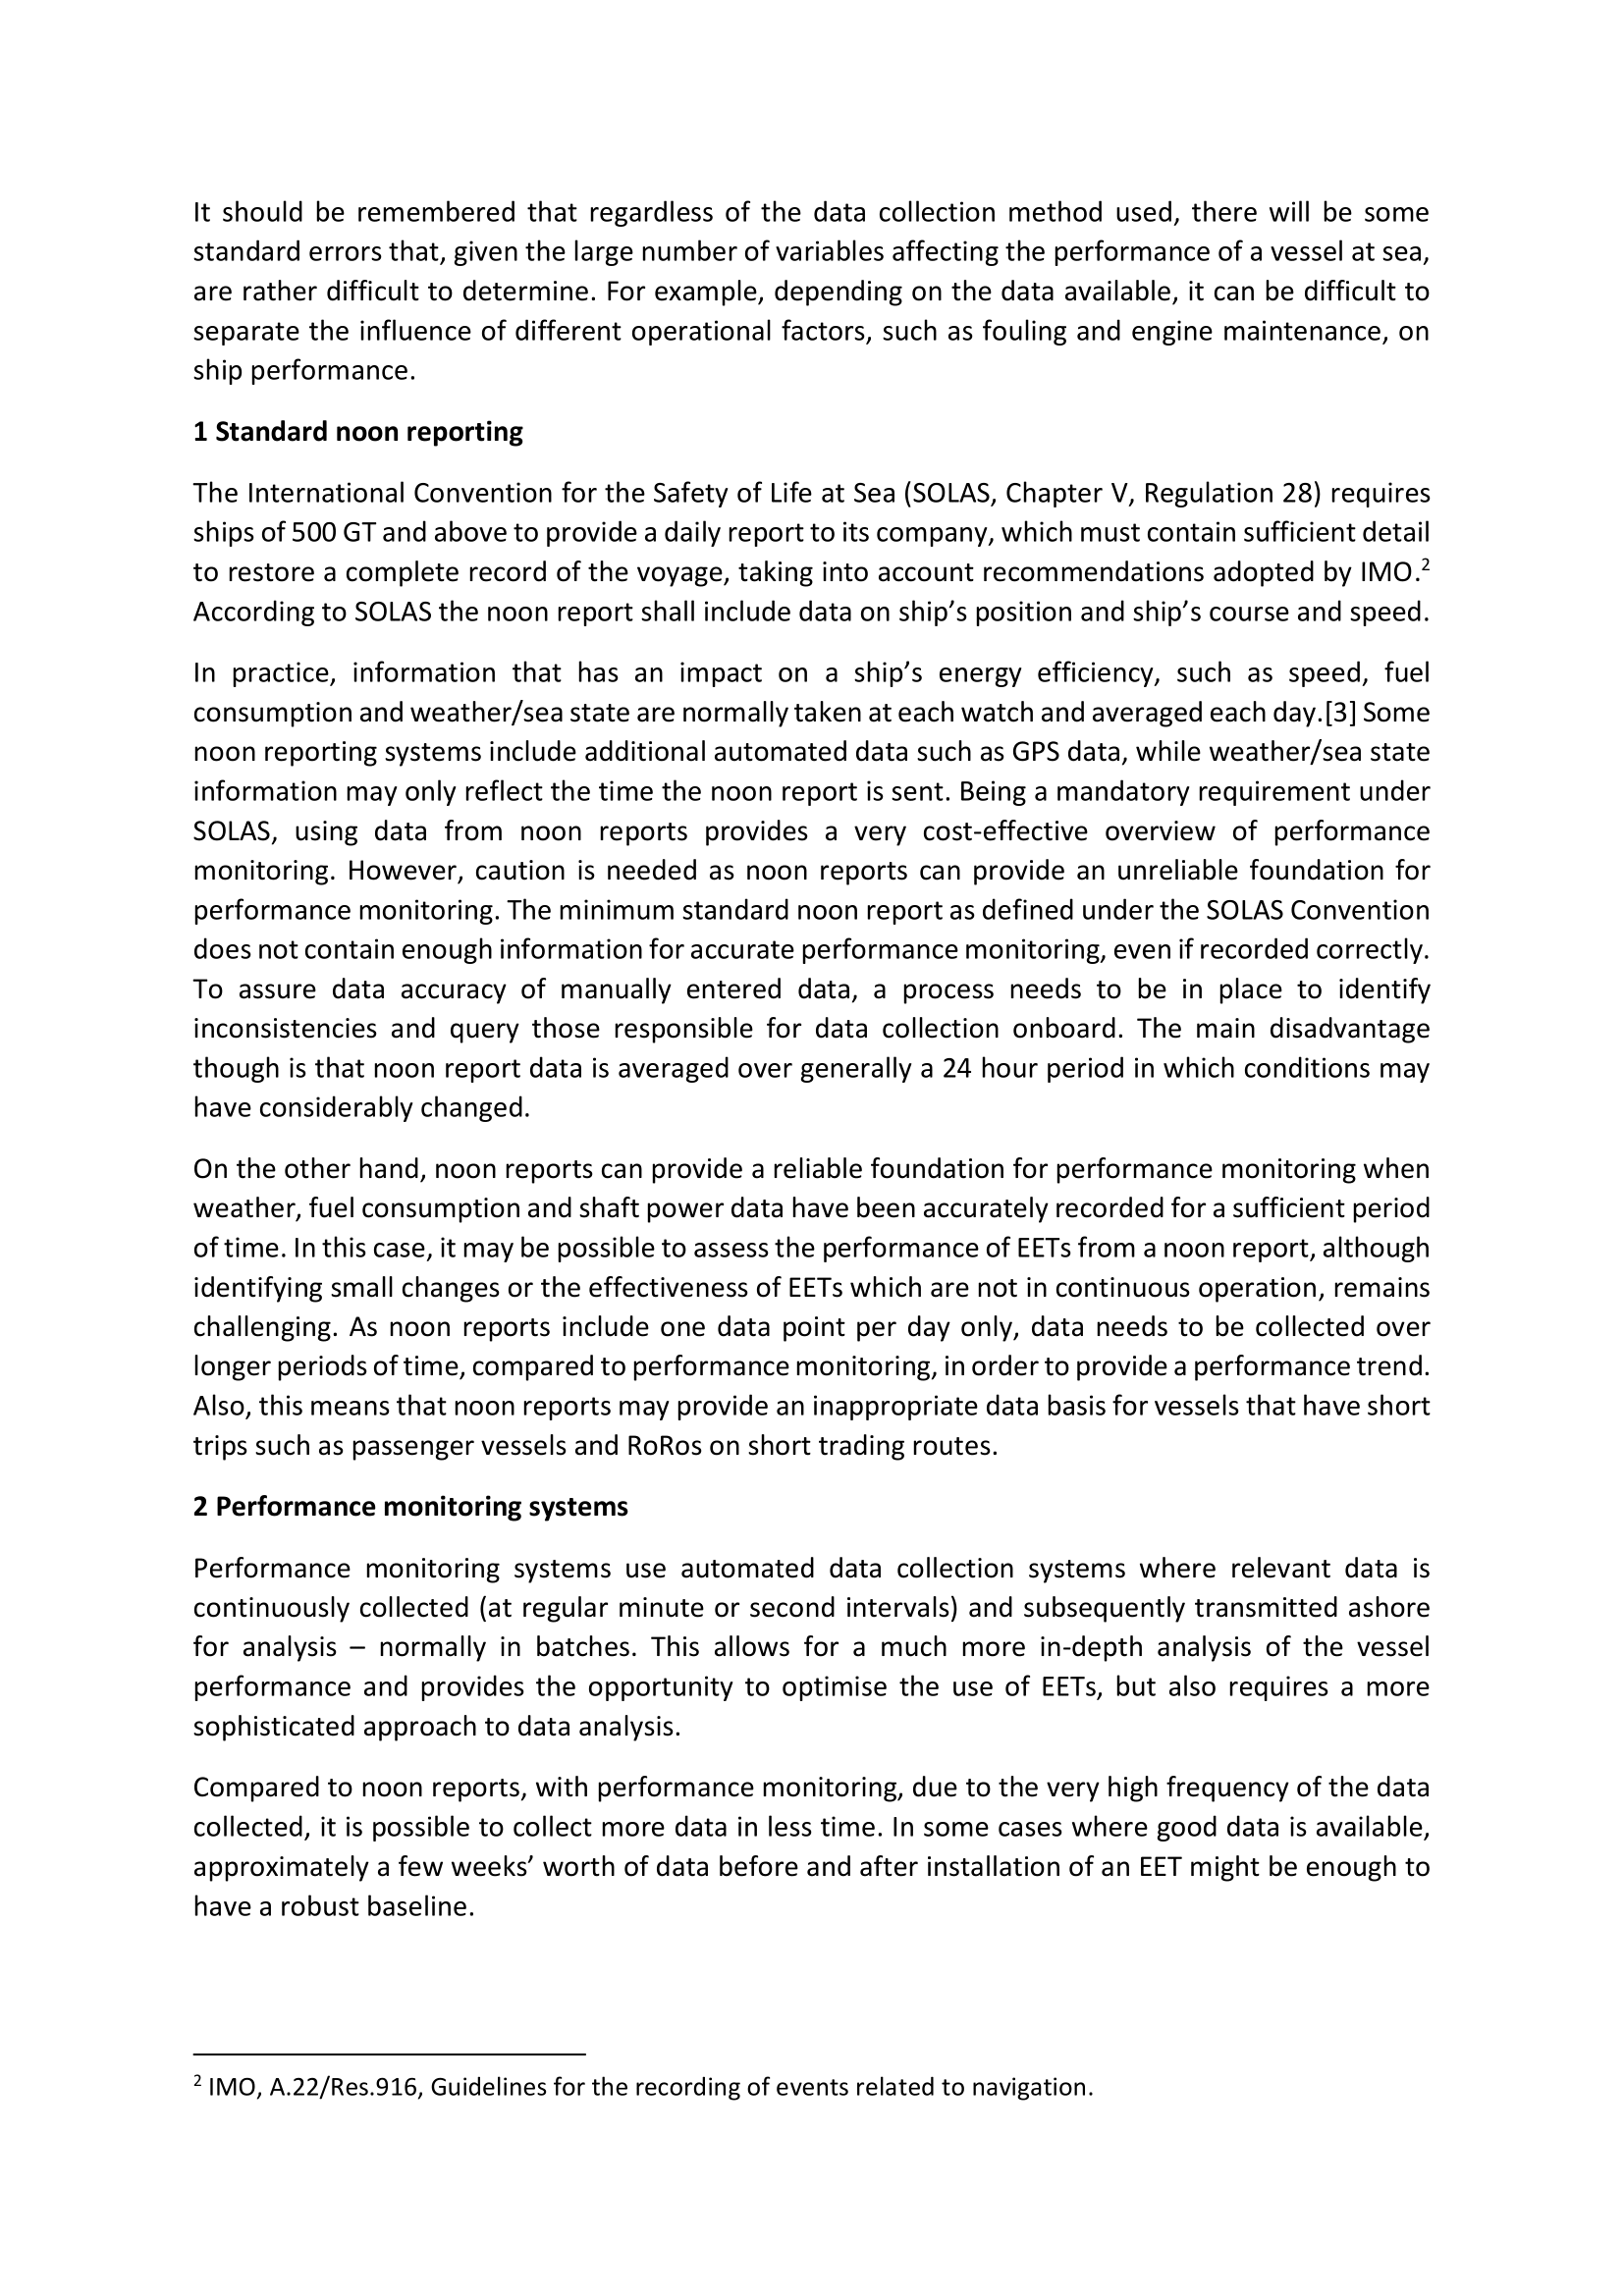 It should be remembered that regardless of the data collection method used, there will be some
standard errors that, given the large number of variables affecting the performance of a vessel at sea,
are rather difficult to determine. For example, depending on the data available, it can be difficult to
separate the influence of different operational factors, such as fouling and engine maintenance, on
ship performance.
1 Standard noon reporting
The International Convention for the Safety of Life at Sea (SOLAS, Chapter V, Regulation 28) requires
ships of 500 GT and above to provide a daily report to its company, which must contain sufficient detail
to restore a complete record of the voyage, taking into account recommendations adopted by IMO.²
According to SOLAS the noon report shall include data on ship’s position and ship’s course and speed.
In practice, information that has an impact on a ship’s energy efficiency, such as speed, fuel
consumption and weather/sea state are normally taken at each watch and averaged each day.[3] Some
noon reporting systems include additional automated data such as GPS data, while weather/sea state
information may only reflect the time the noon report is sent. Being a mandatory requirement under
SOLAS, using data from noon reports provides a very cost-effective overview of performance
monitoring. However, caution is needed as noon reports can provide an unreliable foundation for
performance monitoring. The minimum standard noon report as defined under the SOLAS Convention
does not contain enough information for accurate performance monitoring, even if recorded correctly.
To assure data accuracy of manually entered data, a process needs to be in place to identify
inconsistencies and query those responsible for data collection onboard. The main disadvantage
though is that noon report data is averaged over generally a 24 hour period in which conditions may
have considerably changed.
On the other hand, noon reports can provide a reliable foundation for performance monitoring when
weather, fuel consumption and shaft power data have been accurately recorded for a sufficient period
of time. In this case, it may be possible to assess the performance of EETs from a noon report, although
identifying small changes or the effectiveness of EETs which are not in continuous operation, remains
challenging. As noon reports include one data point per day only, data needs to be collected over
longer periods of time, compared to performance monitoring, in order to provide a performance trend.
Also, this means that noon reports may provide an inappropriate data basis for vessels that have short
trips such as passenger vessels and RoRos on short trading routes.
2 Performance monitoring systems
Performance monitoring systems use automated data collection systems where relevant data is
continuously collected (at regular minute or second intervals) and subsequently transmitted ashore
for analysis – normally in batches. This allows for a much more in-depth analysis of the vessel
performance and provides the opportunity to optimise the use of EETs, but also requires a more
sophisticated approach to data analysis.
Compared to noon reports, with performance monitoring, due to the very high frequency of the data
collected, it is possible to collect more data in less time. In some cases where good data is available,
approximately a few weeks’ worth of data before and after installation of an EET might be enough to
have a robust baseline.
² IMO, A.22/Res.916, Guidelines for the recording of events related to navigation.